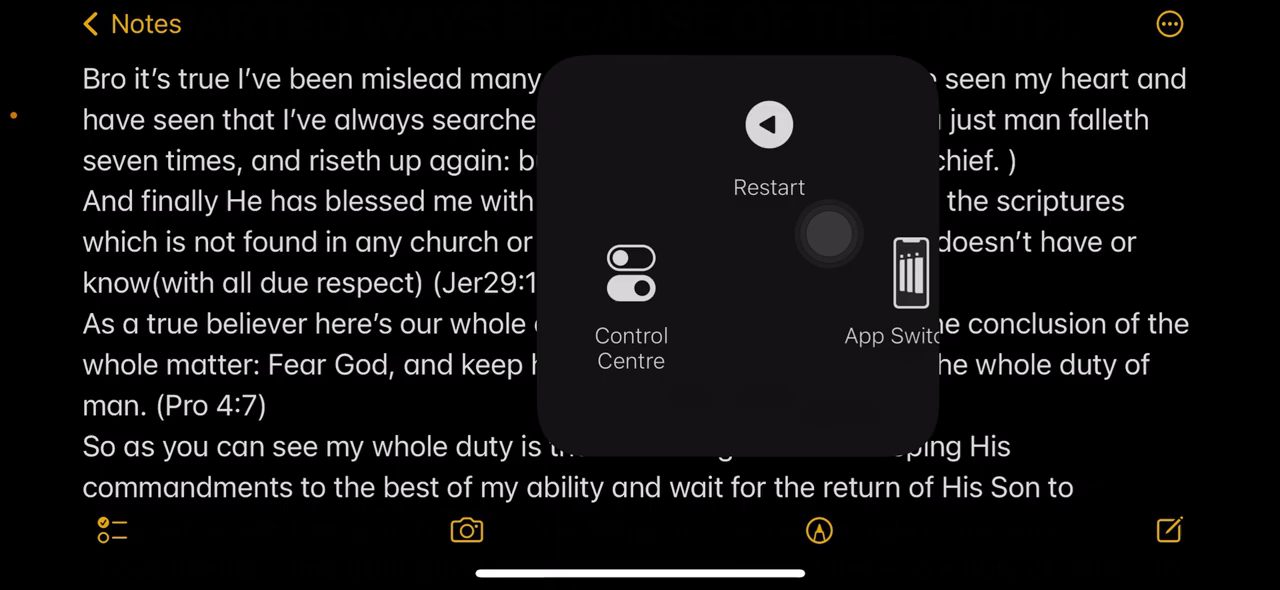 Notes
Bro it’s true I’ve been mislead many seen my heart and
have seen that I’ve always searche just man falleth
seven times, and riseth up again: chief. )
And finally He has blessed me with the scriptures
which is not found in any church or doesn’t have or
know(with all due respect) (Jer29:1
As a true believer here’s our whole conclusion of the
whole matter: Fear God, and keep whole duty of
man. (Pro 4:7)
So as you can see my whole duty is ping His
commandments to the best of my ability and wait for the return of His Son to
Restart
Control
Centre
App Switc